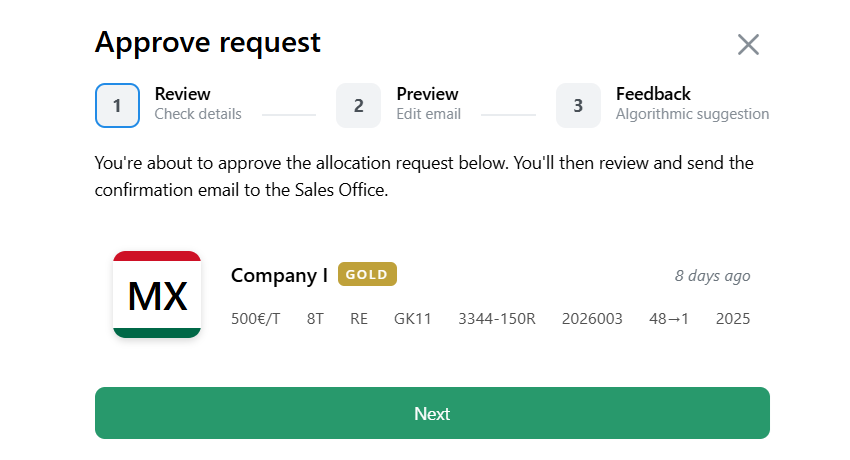 Approve request
1 Review 2 Preview 3 Feedback
Check details Edit email Algorithmic suggestion
You're about to approve the allocation request below. You'll then review and send the
confirmation email to the Sales Office.
MX
Company I GOLD 8 days ago
500€/T 8T RE GK11 3344-150R 2026003 48→1 2025
Next